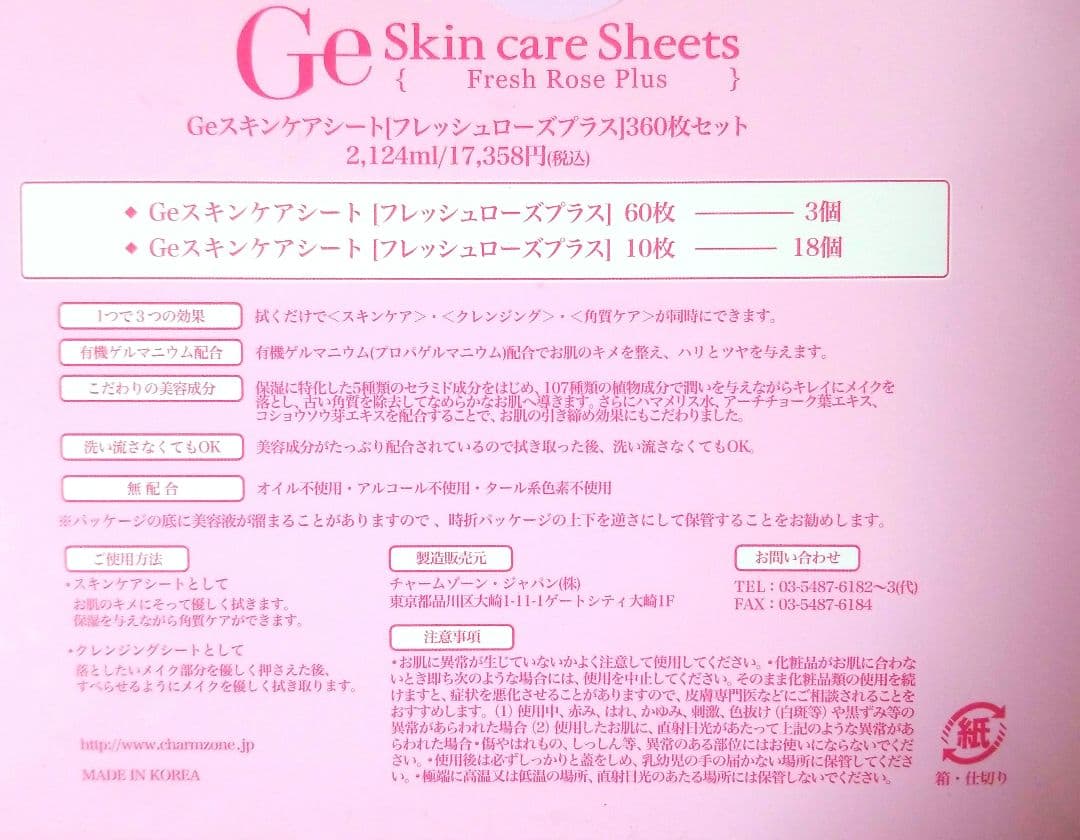 Ge Skin care Sheets
{ Fresh Rose Plus }
Geスキンケアシート[フレッシュローズプラス]360枚セット
2,124ml/17,358円(税込)
◆ Geスキンケアシート [フレッシュローズプラス] 60枚 ——— 3個
◆ Geスキンケアシート [フレッシュローズプラス] 10枚 ——— 18個
1つで3つの効果 拭くだけで<スキンケア>・<クレンジング>・<角質ケア>が同時にできます。
有機ゲルマニウム配合 有機ゲルマニウム(プロパゲルマニウム)配合でお肌のキメを整え、ハリとツヤを与えます。
こだわりの美容成分 保湿に特化した5種類のセラミド成分をはじめ、107種類の植物成分で潤いを与えながらキレイにメイクを
落とし、古い角質を除去してなめらかなお肌へ導きます。さらにハマメリス水、アーチチョーク葉エキス、
コショウソウ芽エキスを配合することで、お肌の引き締め効果にもこだわりました。
洗い流さなくてもOK 美容成分がたっぷり配合されているので拭き取った後、洗い流さなくてもOK。
無配合 オイル不使用・アルコール不使用・タール系色素不使用
※パッケージの底に美容液が溜まることがありますので、時折パッケージの上下を逆さにして保管することをお勧めします。
ご使用方法
•スキンケアシートとして
お肌のキメにそって優しく拭きます。
保湿を与えながら角質ケアができます。
•クレンジングシートとして
落としたいメイク部分を優しく押さえた後、
すべらせるようにメイクを優しく拭き取ります。
http://www.charmzone.jp
MADE IN KOREA
製造販売元
チャームゾーン・ジャパン(株)
東京都品川区大崎1-11-1ゲートシティ大崎1F
お問い合わせ
TEL : 03-5487-6182〜3(代)
FAX : 03-5487-6184
注意事項
•お肌に異常が生じていないかよく注意して使用してください。•化粧品がお肌に合わな
いとき即ち次のような場合には、使用を中止してください。そのまま化粧品類の使用を続
けますと、症状を悪化させることがありますので、皮膚専門医などにご相談されることを
おすすめします。(1) 使用中、赤み、はれ、かゆみ、刺激、色抜け (白斑等) や黒ずみ等の
異常があらわれた場合 (2) 使用したお肌に、直射日光があたって上記のような異常があ
らわれた場合•傷やはれもの、しっしん等、異常のある部位にはお使いにならないでくだ
さい。•使用後は必ずしっかりと蓋をしめ、乳幼児の手の届かない場所に保管してくださ
い。•極端に高温又は低温の場所、直射日光のあたる場所には保管しないでください。
紙
箱・仕切り